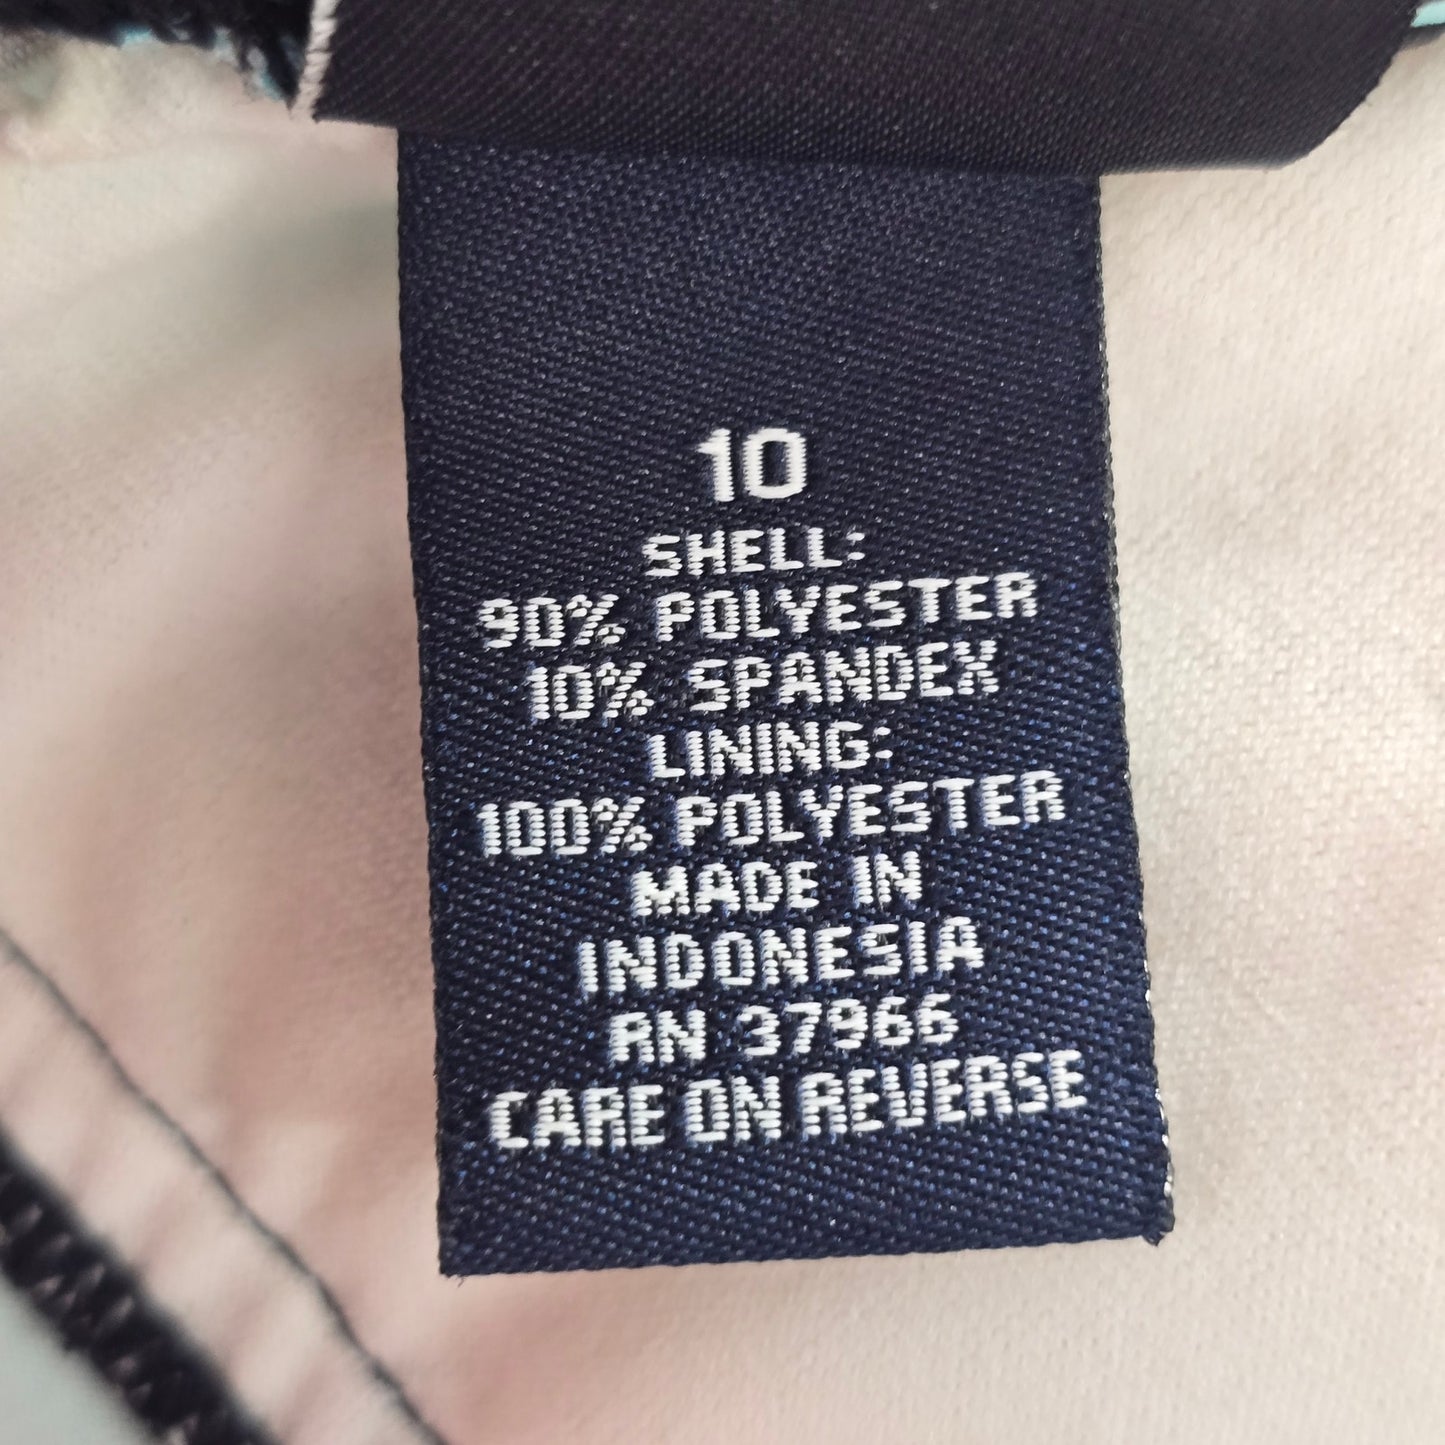 10
SHELL:
90% POLYESTER
10% SPANDEX
LINING:
100% POLYESTER
MADE IN
INDONESIA
RN 37966
CARE ON REVERSE